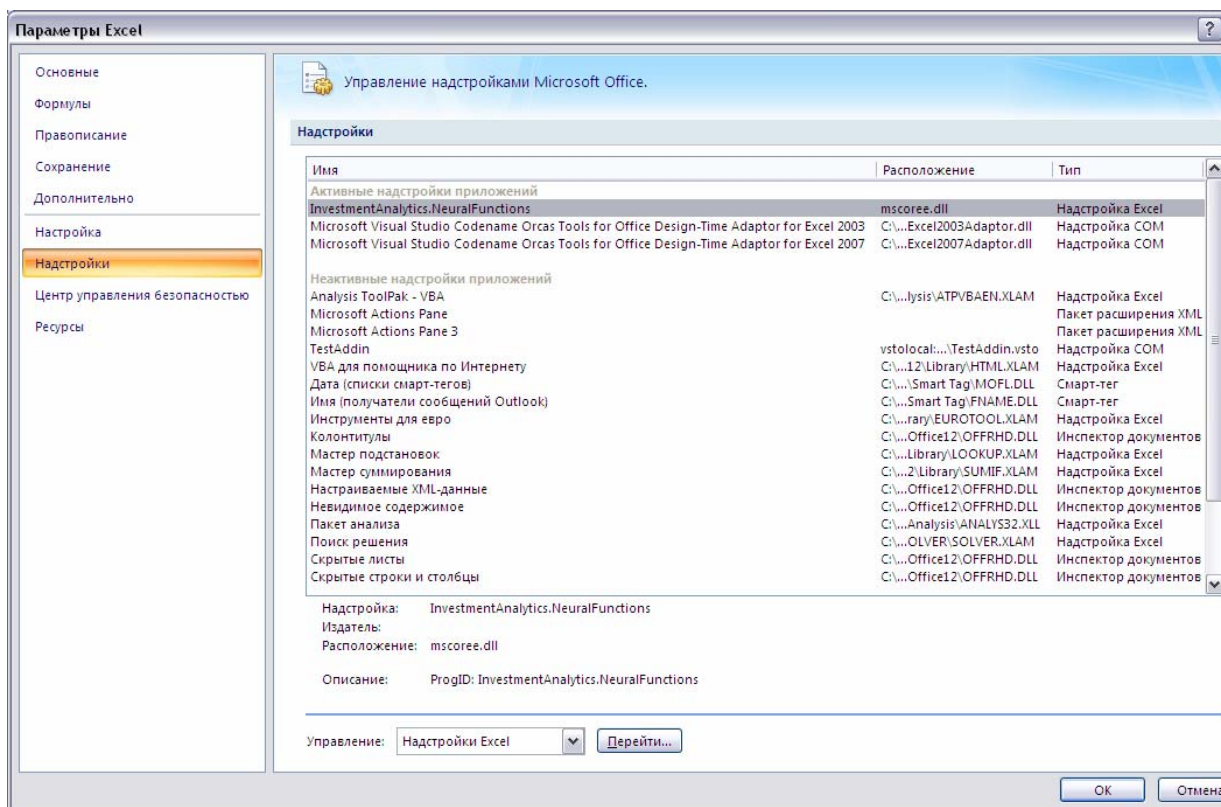 Параметры Excel
?
Основные
Формулы
Правописание
Сохранение
Дополнительно
Настройка
Надстройки
Центр управления безопасностью
Ресурсы
Управление надстройками Microsoft Office.
Надстройки
Имя Расположение Тип
Активные надстройки приложений
InvestmentAnalytics.NeuralFunctions mscoree.dll Надстройка Excel
Microsoft Visual Studio Codename Orcas Tools for Office Design-Time Adaptor for Excel 2003 C:\...Excel2003Adaptor.dll Надстройка COM
Microsoft Visual Studio Codename Orcas Tools for Office Design-Time Adaptor for Excel 2007 C:\...Excel2007Adaptor.dll Надстройка COM
Неактивные надстройки приложений
Analysis ToolPak - VBA C:\...lysis\ATPVBAEN.XLAM Надстройка Excel
Microsoft Actions Pane Пакет расширения XML
Microsoft Actions Pane 3 Пакет расширения XML
TestAddin vstolocal:...\TestAddin.vsto Надстройка COM
VBA для помощника по Интернету C:\...12\Library\HTML.XLAM Надстройка Excel
Дата (списки смарт-тегов) C:\...\Smart Tag\MOFL.DLL Смарт-тег
Имя (получатели сообщений Outlook) C:\...Smart Tag\FNAME.DLL Смарт-тег
Инструменты для евро C:\...rary\EUROTOOL.XLAM Надстройка Excel
Колонтитулы C:\...Office12\OFFRHD.DLL Инспектор документов
Мастер подстановок C:\...Library\LOOKUP.XLAM Надстройка Excel
Мастер суммирования C:\...2\Library\SUMIF.XLAM Надстройка Excel
Настраиваемые XML-данные C:\...Office12\OFFRHD.DLL Инспектор документов
Невидимое содержимое C:\...Office12\OFFRHD.DLL Инспектор документов
Пакет анализа C:\...Analysis\ANALYS32.XLL Надстройка Excel
Поиск решения C:\...OLVER\SOLVER.XLAM Надстройка Excel
Скрытые листы C:\...Office12\OFFRHD.DLL Инспектор документов
Скрытые строки и столбцы C:\...Office12\OFFRHD.DLL Инспектор документов
Надстройка: InvestmentAnalytics.NeuralFunctions
Издатель:
Расположение: mscoree.dll
Описание: ProgID: InvestmentAnalytics.NeuralFunctions
Управление: Надстройки Excel Перейти...
ОК Отмена